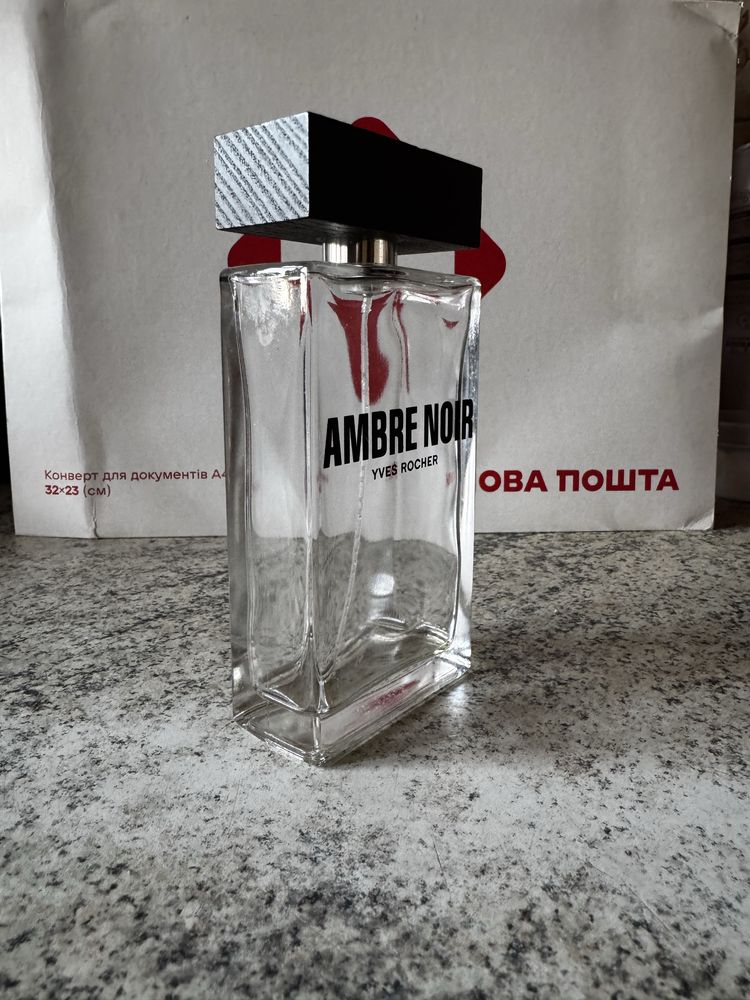 AMBRE NOIR
YVES ROCHER
Конверт для документів А4
32×23 (см)
ОВА ПОШТА